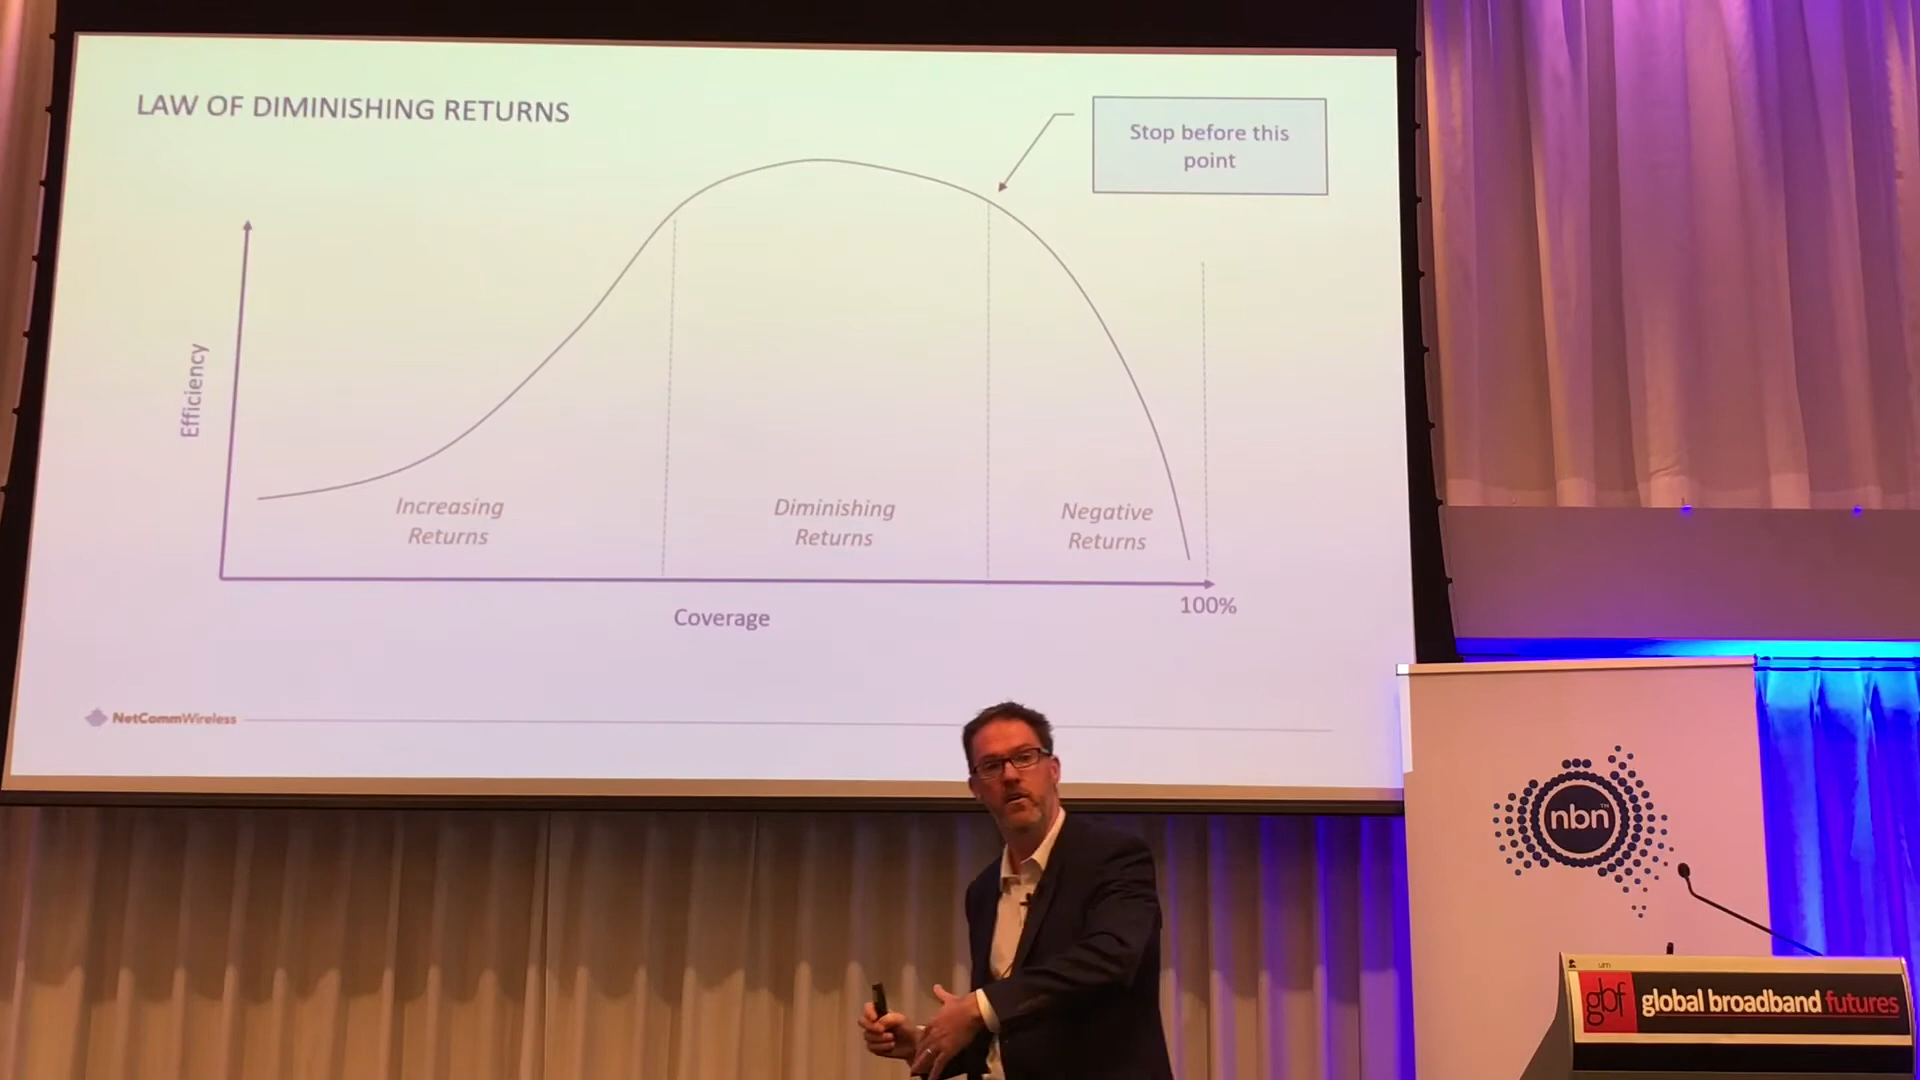 LAW OF DIMINISHING RETURNS
Stop before this
point
Efficiency
Increasing
Returns
Diminishing
Returns
Negative
Returns
100%
Coverage
NetCommWireless
nbn™
gbf global broadband futures